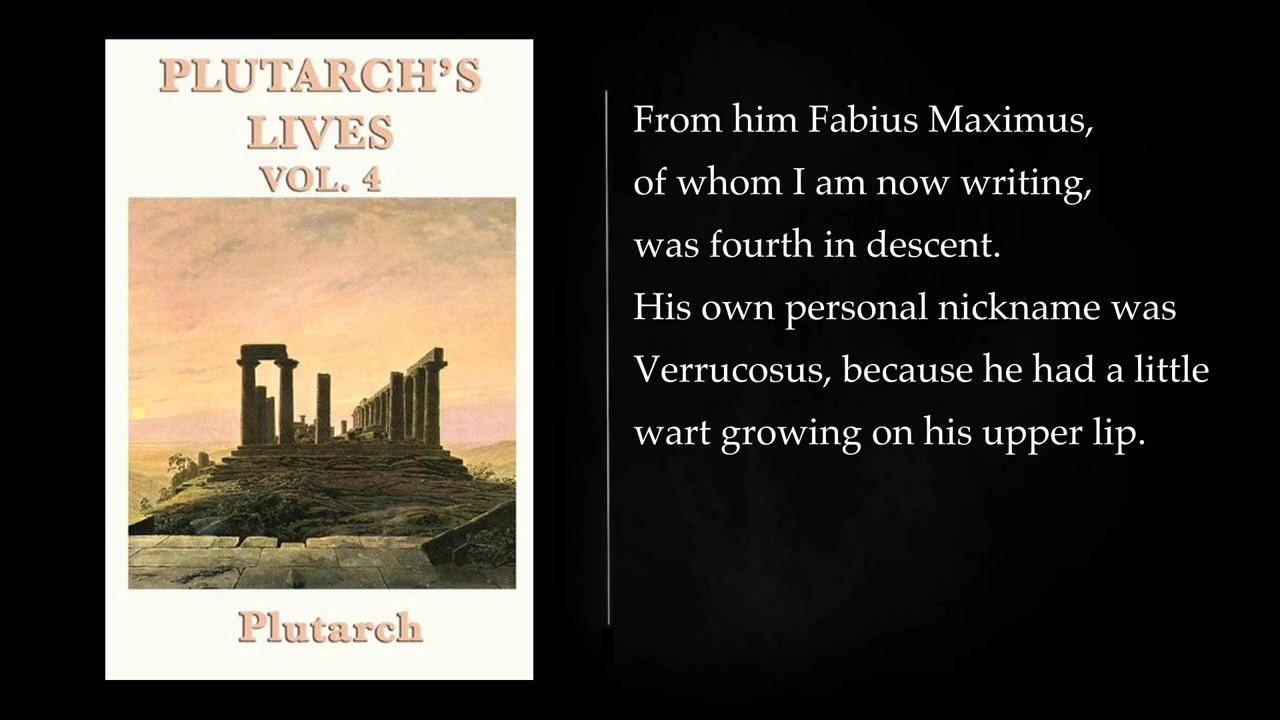 PLUTARCH'S
LIVES
VOL. 4
Plutarch
From him Fabius Maximus,
of whom I am now writing,
was fourth in descent.
His own personal nickname was
Verrucosus, because he had a little
wart growing on his upper lip.